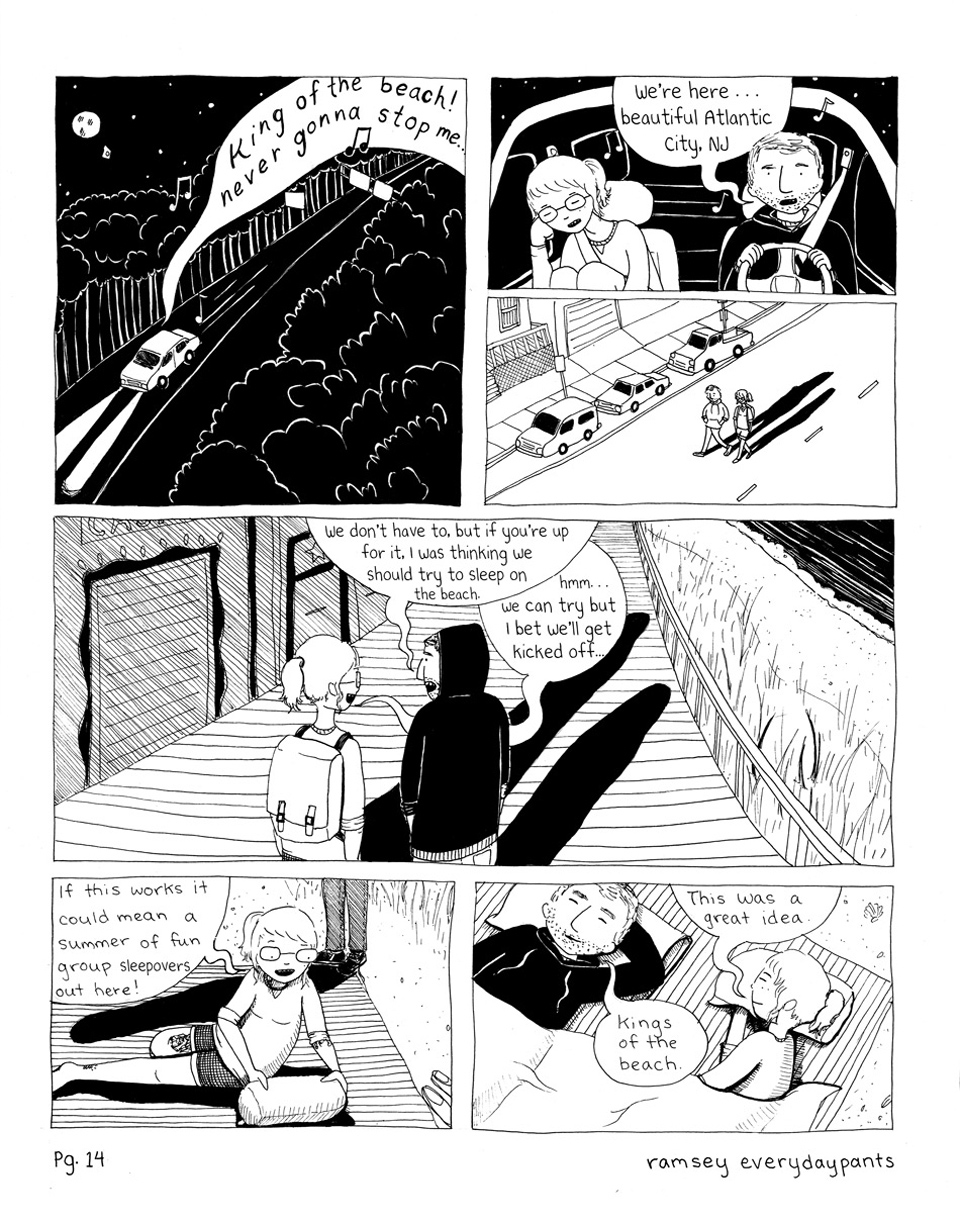 King of the beach!
never gonna stop me...
We're here . . .
beautiful Atlantic
City, NJ
We don't have to, but if you're up
for it, I was thinking we
should try to sleep on
the beach.
hmm. . .
we can try but
I bet we'll get
kicked off...
If this works it
could mean a
summer of fun
group sleepovers
out here!
This was a
great idea.
Kings
of the
beach.
Pg. 14
ramsey everydaypants